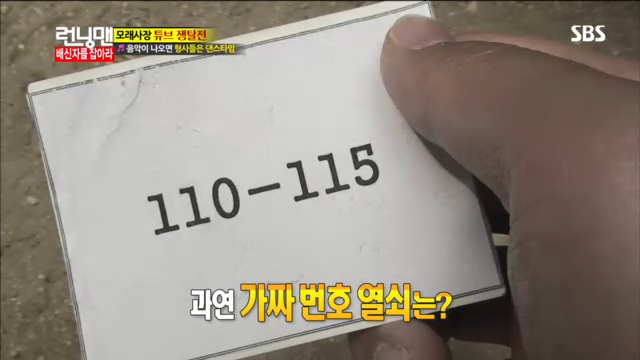 런닝맨
배신자를 잡아라
모래사장 튜브 쟁탈전
♬ 음악이 나오면 형사들은 댄스타임
SBS
110-115
과연 가짜 번호 열쇠는?